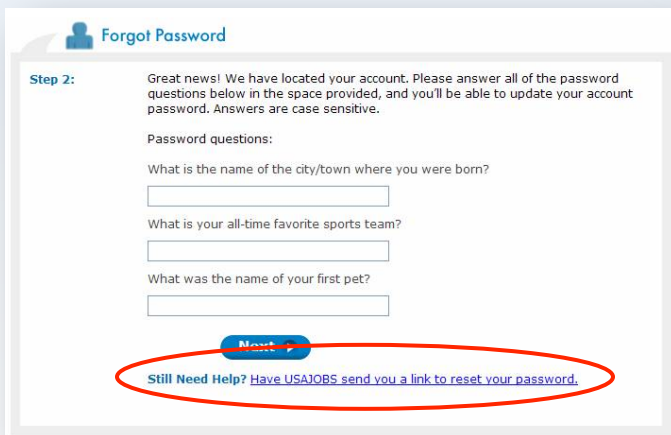 Forgot Password
Step 2:
Great news! We have located your account. Please answer all of the password
questions below in the space provided, and you'll be able to update your account
password. Answers are case sensitive.
Password questions:
What is the name of the city/town where you were born?
What is your all-time favorite sports team?
What was the name of your first pet?
Next
Still Need Help? Have USAJOBS send you a link to reset your password.